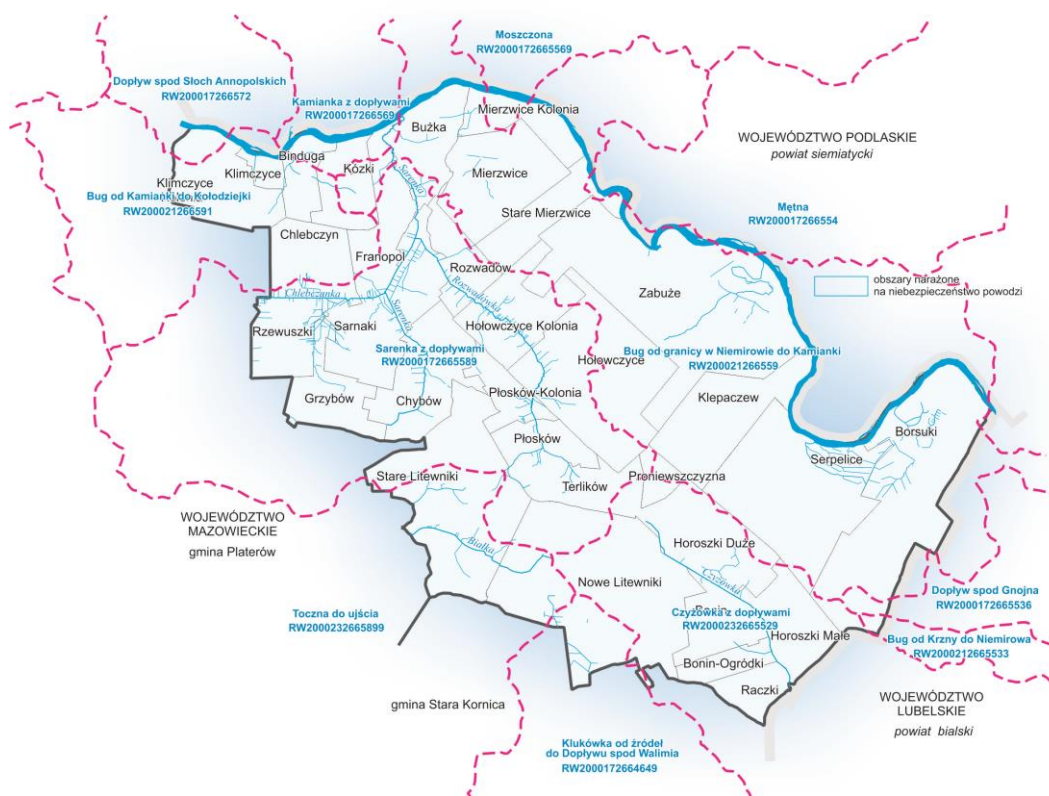 Moszczona
RW2000172665569
Dopływ spod Słoch Annopolskich
RW200017266572
Kamianka z dopływami
RW200017266569
Mierzwice Kolonia
Bużka
WOJEWÓDZTWO PODLASKIE
powiat siemiatycki
Binduga
Klimczyce
Kózki
Mierzwice
Klimczyce
Sarenka
Bug od Kamianki do Kołodziejki
RW200021266591
Mętna
RW200017266554
Stare Mierzwice
Chlebczyn
Franopol
Rozwadów
obszary narażone
na niebezpieczeństwo powodzi
Zabuże
Chlebczanka
Rozwadówka
Sarenka
Rzewuszki
Sarnaki
Hołowczyce Kolonia
Sarenka z dopływami
RW2000172665589
Hołowczyce
Bug od granicy w Niemirowie do Kamianki
RW200021266559
Grzybów
Chybów
Płosków-Kolonia
Klepaczew
Płosków
Borsuki
Serpelice
Stare Litewniki
Terlików
Proniewszczyzna
WOJEWÓDZTWO
MAZOWIECKIE
gmina Platerów
Białka
Horoszki Duże
Czyżówka
Nowe Litewniki
Dopływ spod Gnojna
RW2000172665536
Toczna do ujścia
RW2000232665899
Czyżówka z dopływami
RW2000232665529
Horoszki Małe
Bug od Krzny do Niemirowa
RW2000212665533
Bonin-Ogródki
Raczki
gmina Stara Kornica
WOJEWÓDZTWO
LUBELSKIE
powiat bialski
Klukówka od źródeł
do Dopływu spod Walimia
RW2000172664649